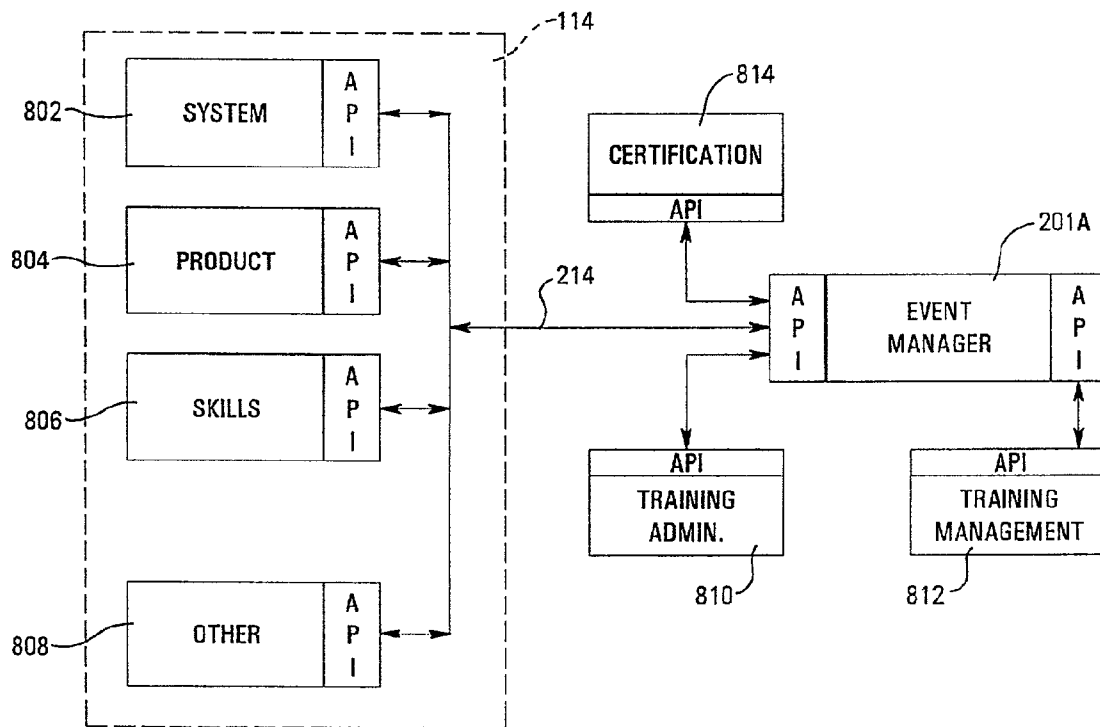 114
802
SYSTEM
A
P
I
814
CERTIFICATION
API
804
PRODUCT
A
P
I
214
201A
A
P
I
EVENT
MANAGER
A
P
I
806
SKILLS
A
P
I
API
TRAINING
ADMIN.
810
API
TRAINING
MANAGEMENT
812
808
OTHER
A
P
I